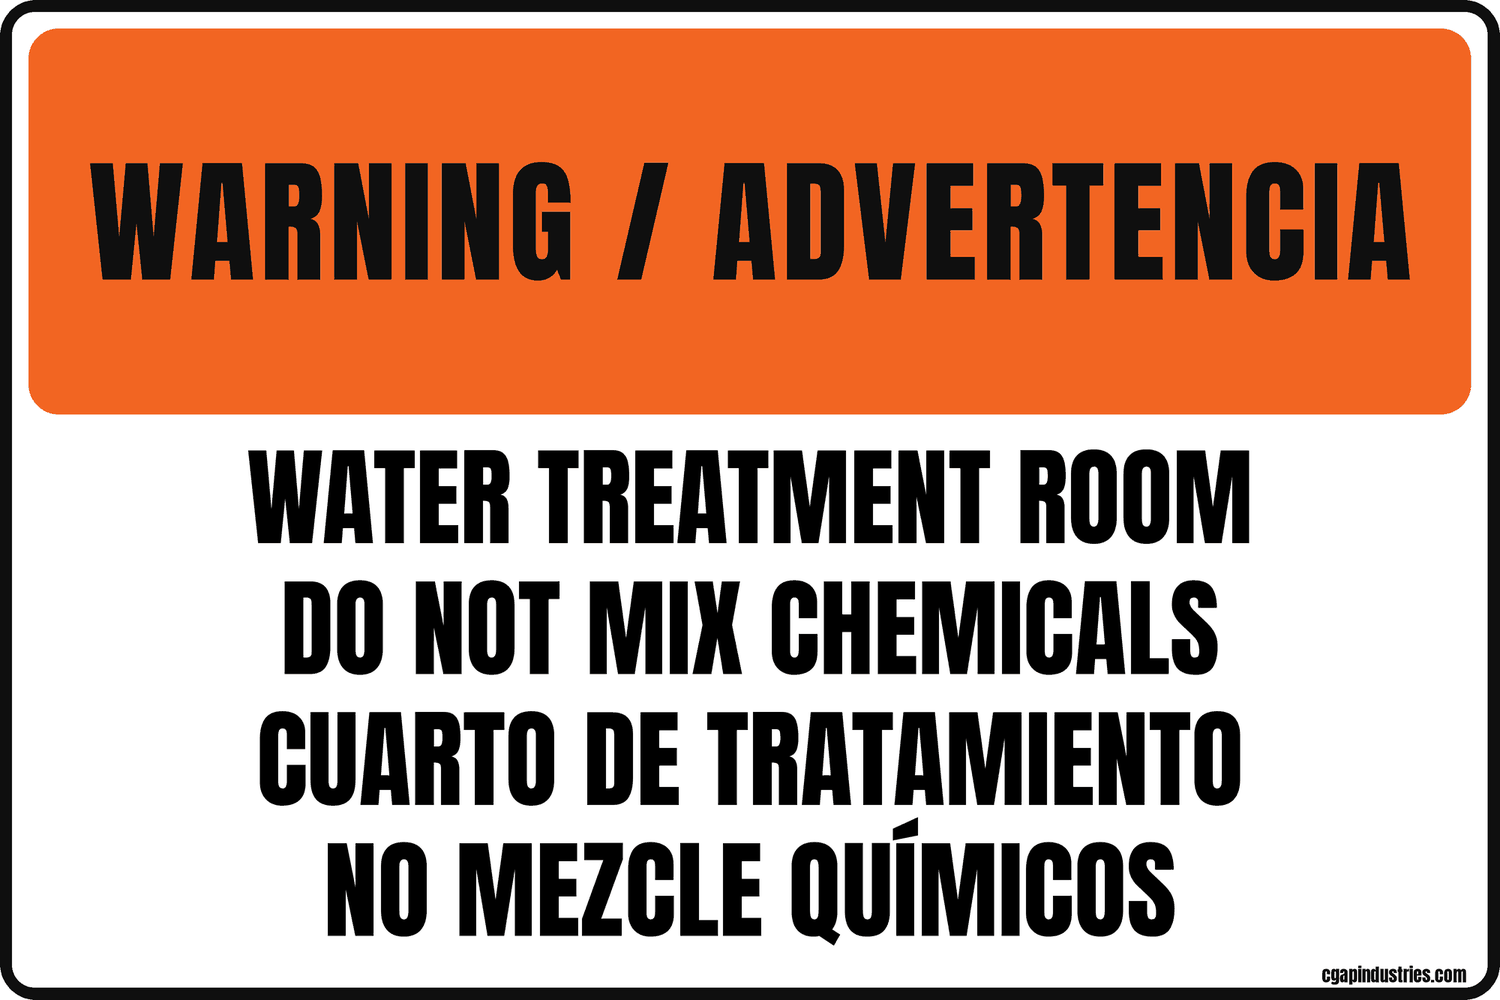 WARNING / ADVERTENCIA
WATER TREATMENT ROOM
DO NOT MIX CHEMICALS
CUARTO DE TRATAMIENTO
NO MEZCLE QUÍMICOS
cgapindustries.com